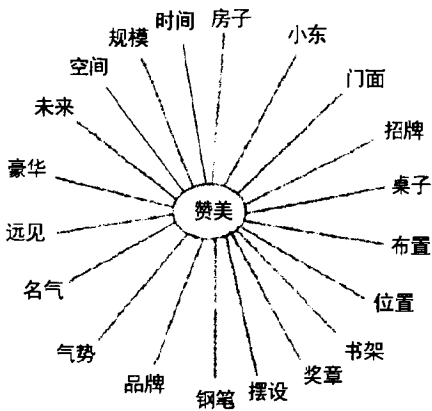 时间
房子
小东
门面
招牌
桌子
布置
位置
书架
奖章
摆设
钢笔
品牌
气势
名气
远见
豪华
未来
空间
规模
赞美